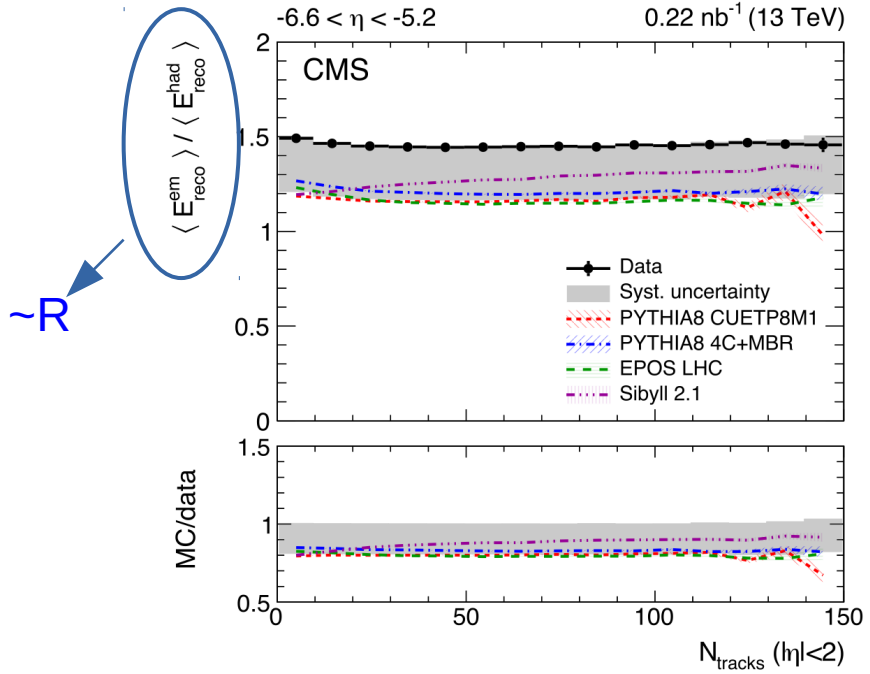 -6.6 < η < -5.2
0.22 nb⁻¹ (13 TeV)
⟨ E^em_reco ⟩ / ⟨ E^had_reco ⟩
~R
CMS
2
1.5
1
0.5
0
Data
Syst. uncertainty
PYTHIA8 CUETP8M1
PYTHIA8 4C+MBR
EPOS LHC
Sibyll 2.1
MC/data
1.5
1
0.5
0 50 100 150
N_tracks (|η|<2)